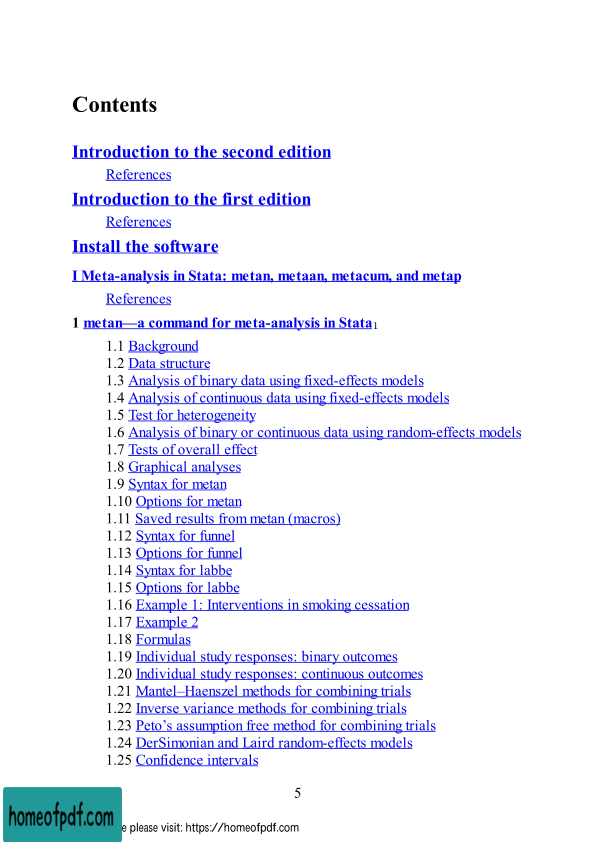 Contents
Introduction to the second edition
References
Introduction to the first edition
References
Install the software
I Meta-analysis in Stata: metan, metaan, metacum, and metap
References
1 metan—a command for meta-analysis in Stata1
1.1 Background
1.2 Data structure
1.3 Analysis of binary data using fixed-effects models
1.4 Analysis of continuous data using fixed-effects models
1.5 Test for heterogeneity
1.6 Analysis of binary or continuous data using random-effects models
1.7 Tests of overall effect
1.8 Graphical analyses
1.9 Syntax for metan
1.10 Options for metan
1.11 Saved results from metan (macros)
1.12 Syntax for funnel
1.13 Options for funnel
1.14 Syntax for labbe
1.15 Options for labbe
1.16 Example 1: Interventions in smoking cessation
1.17 Example 2
1.18 Formulas
1.19 Individual study responses: binary outcomes
1.20 Individual study responses: continuous outcomes
1.21 Mantel–Haenszel methods for combining trials
1.22 Inverse variance methods for combining trials
1.23 Peto’s assumption free method for combining trials
1.24 DerSimonian and Laird random-effects models
1.25 Confidence intervals
5
homeofpdf.com
e please visit: https://homeofpdf.com